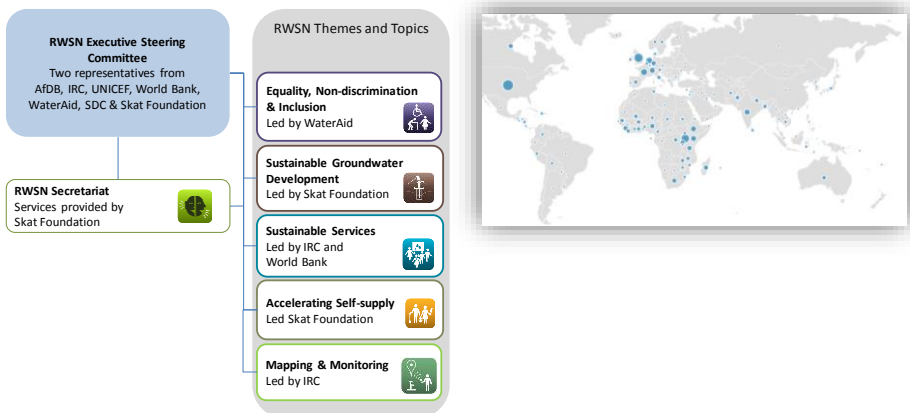 RWSN Executive Steering
Committee
Two representatives from
AfDB, IRC, UNICEF, World Bank,
WaterAid, SDC & Skat Foundation
RWSN Secretariat
Services provided by
Skat Foundation
RWSN Themes and Topics
Equality, Non-discrimination
& Inclusion
Led by WaterAid
Sustainable Groundwater
Development
Led by Skat Foundation
Sustainable Services
Led by IRC and
World Bank
Accelerating Self-supply
Led Skat Foundation
Mapping & Monitoring
Led by IRC